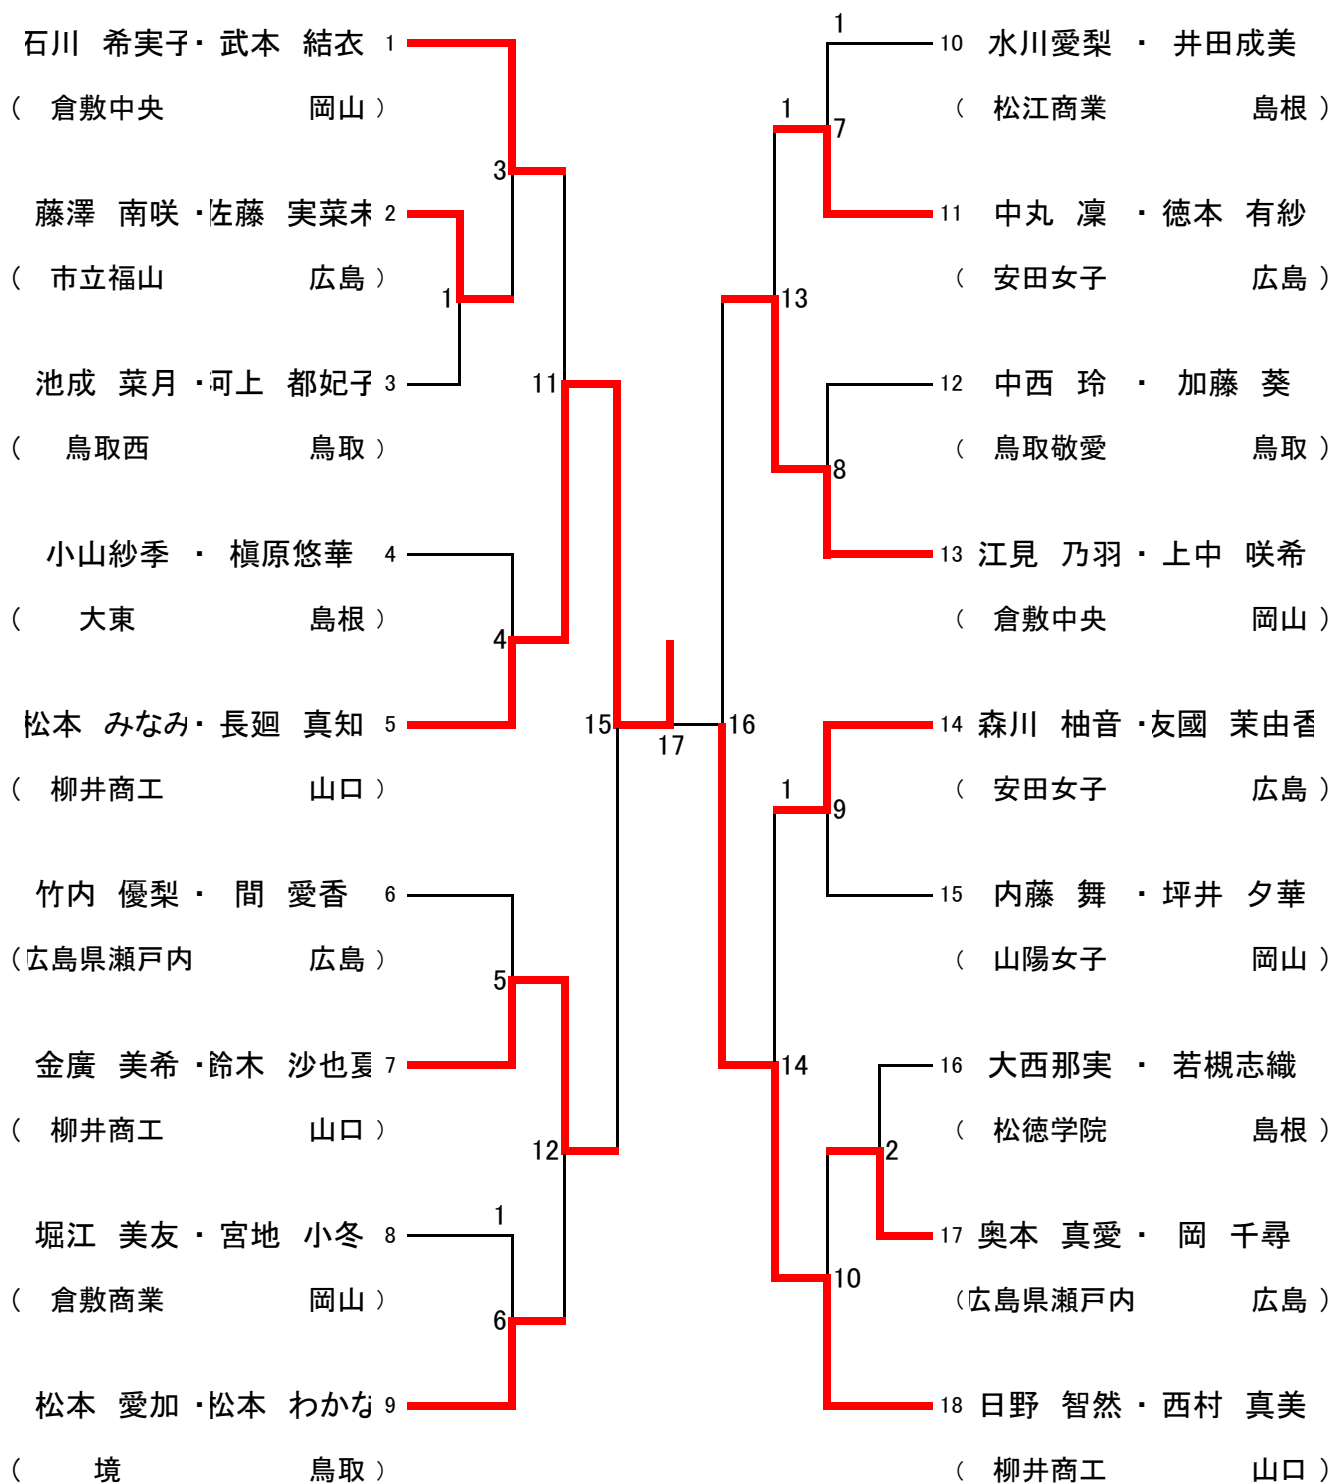 石川 希実子・ 武本 結衣 1
( 倉敷中央 岡山 )
3
藤澤 南咲 ・佐藤 実菜未 2
( 市立福山 広島 )
1
池成 菜月 ・河上 都妃子 3
( 鳥取西 鳥取 )
11
小山紗季 ・ 槇原悠華 4
( 大東 島根 )
4
松本 みなみ・ 長廻 真知 5
( 柳井商工 山口 )
15
17
竹内 優梨 ・ 間 愛香 6
( 広島県瀬戸内 広島 )
5
金廣 美希 ・鈴木 沙也夏 7
( 柳井商工 山口 )
12
堀江 美友 ・ 宮地 小冬 8
1
( 倉敷商業 岡山 )
6
松本 愛加 ・松本 わかな 9
( 境 鳥取 )
1
10 水川愛梨 ・ 井田成美
( 松江商業 島根 )
1
7
11 中丸 凜 ・ 徳本 有紗
( 安田女子 広島 )
13
12 中西 玲 ・ 加藤 葵
( 鳥取敬愛 鳥取 )
8
13 江見 乃羽 ・ 上中 咲希
( 倉敷中央 岡山 )
16
14 森川 柚音 ・友國 茉由香
( 安田女子 広島 )
1
9
15 内藤 舞 ・ 坪井 夕華
( 山陽女子 岡山 )
14
16 大西那実 ・ 若槻志織
( 松徳学院 島根 )
2
17 奥本 真愛 ・ 岡 千尋
( 広島県瀬戸内 広島 )
10
18 日野 智然 ・ 西村 真美
( 柳井商工 山口 )